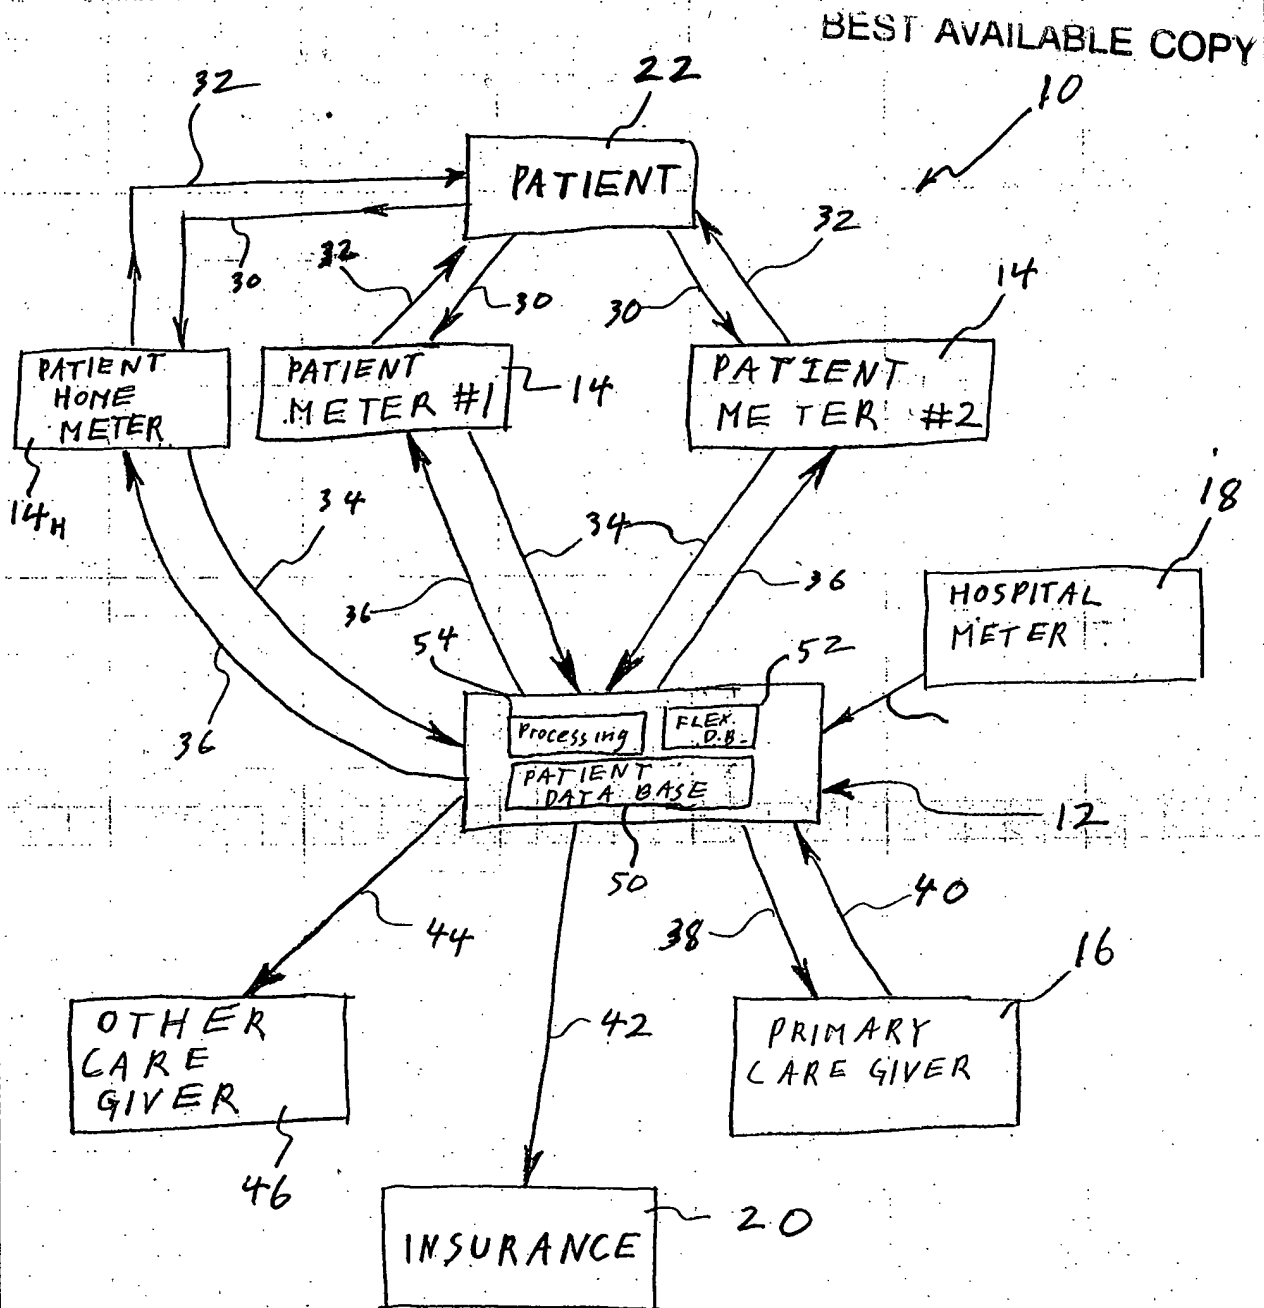 BEST AVAILABLE COPY
32
22
10
PATIENT
32
30
32
30
30
14
PATIENT
HOME
METER
PATIENT
METER #1
14
PATIENT
METER #2
14H
34
34
18
36
36
HOSPITAL
METER
54
52
36
Processing
FLEX.
D.B.
PATIENT
DATA BASE
12
50
40
44
38
16
42
OTHER
CARE
GIVER
PRIMARY
CARE GIVER
46
20
INSURANCE